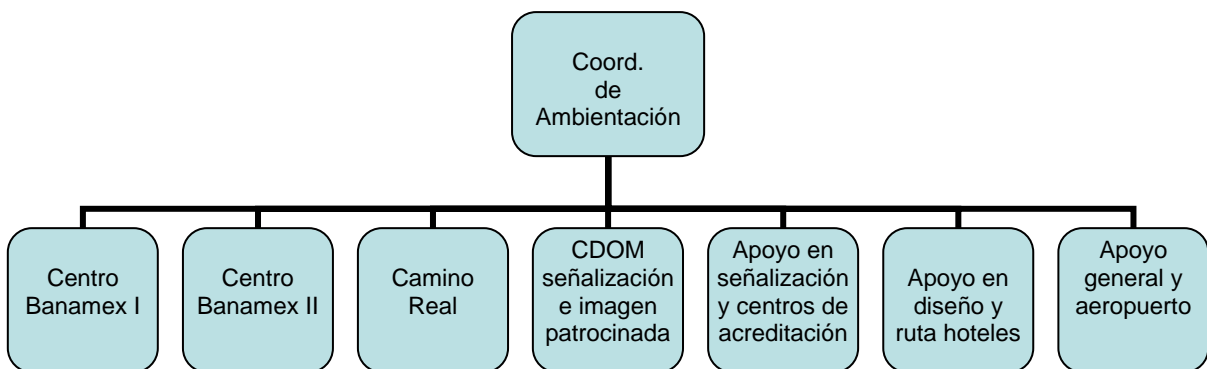 Coord.
de
Ambientación
Centro
Banamex I
Centro
Banamex II
Camino
Real
CDOM
señalización
e imagen
patrocinada
Apoyo en
señalización
y centros de
acreditación
Apoyo en
diseño y
ruta hoteles
Apoyo
general y
aeropuerto